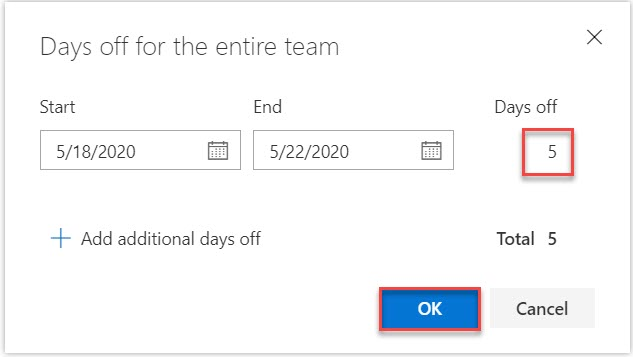 Days off for the entire team
Start End Days off
5/18/2020 5/22/2020 5
Add additional days off Total 5
OK Cancel